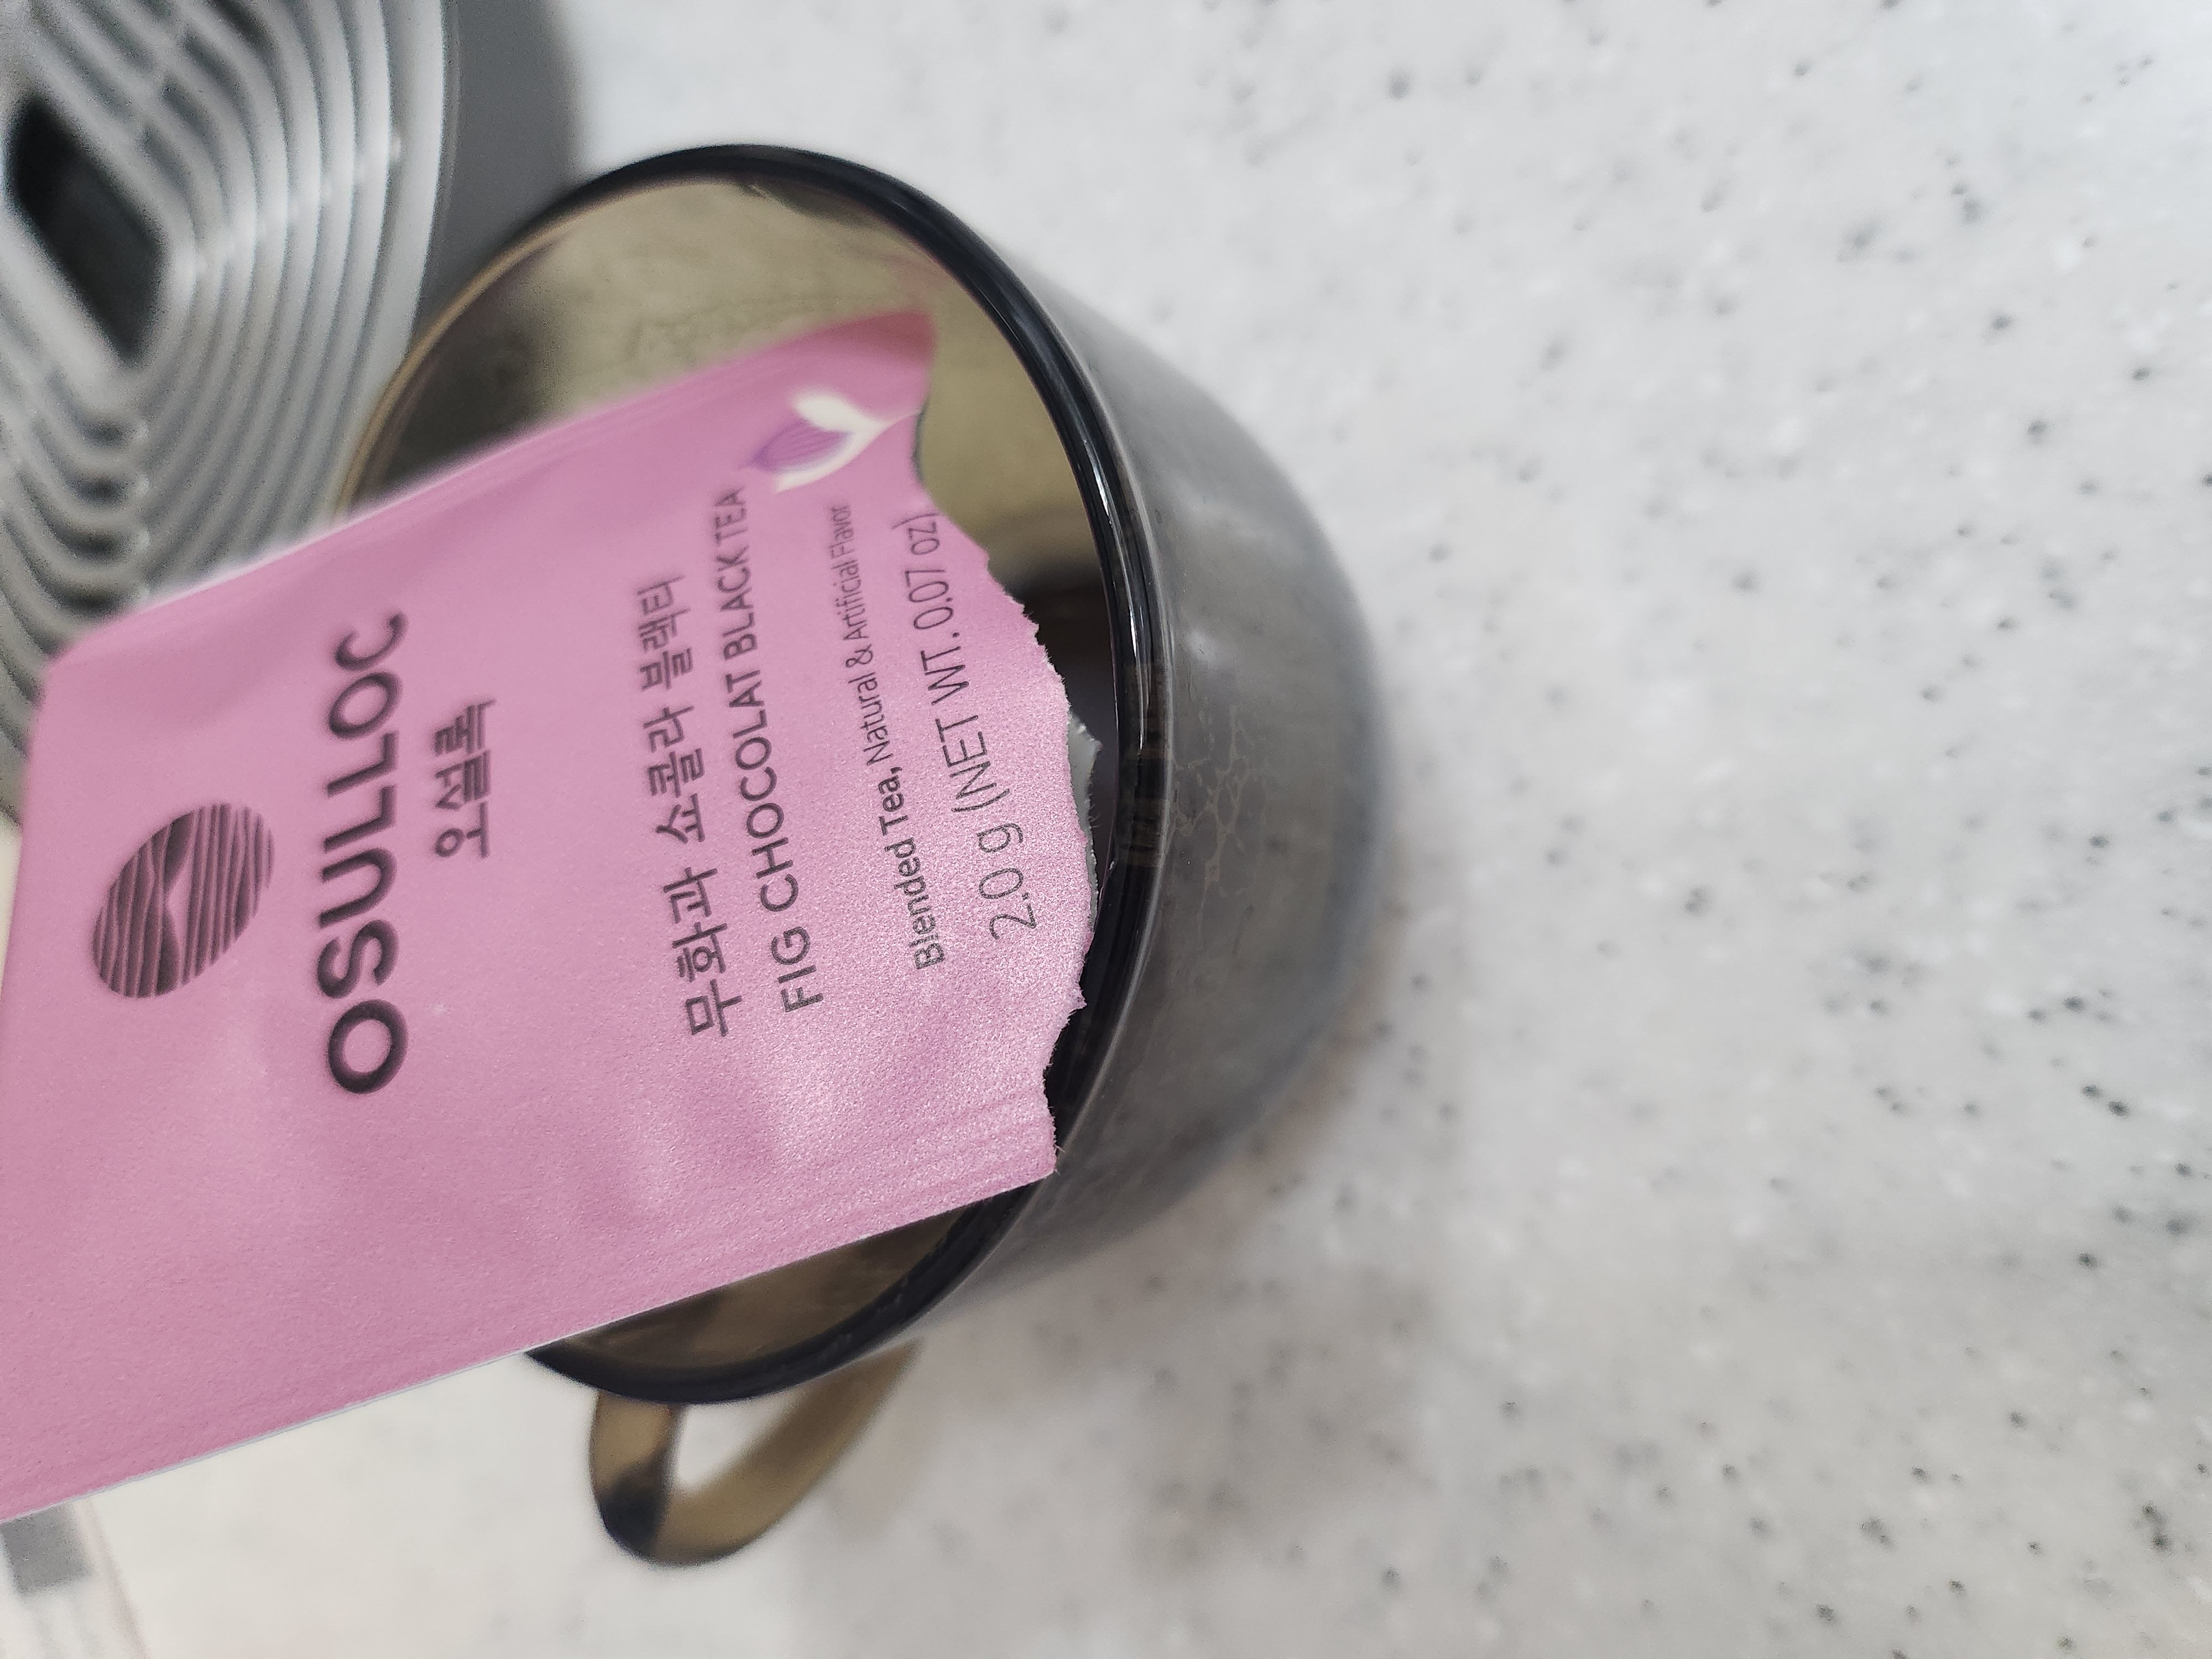 OSULLOC
오설록
무화과 쇼콜라 블랙티
FIG CHOCOLAT BLACK TEA
Blended Tea, Natural & Artificial Flavor
2.0 g (NET WT. 0.07 oz)